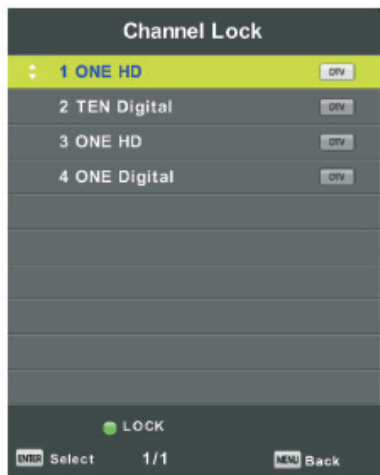 Channel Lock
1 ONE HD DTV
2 TEN Digital DTV
3 ONE HD DTV
4 ONE Digital DTV
LOCK
ENTER Select 1/1 MENU Back